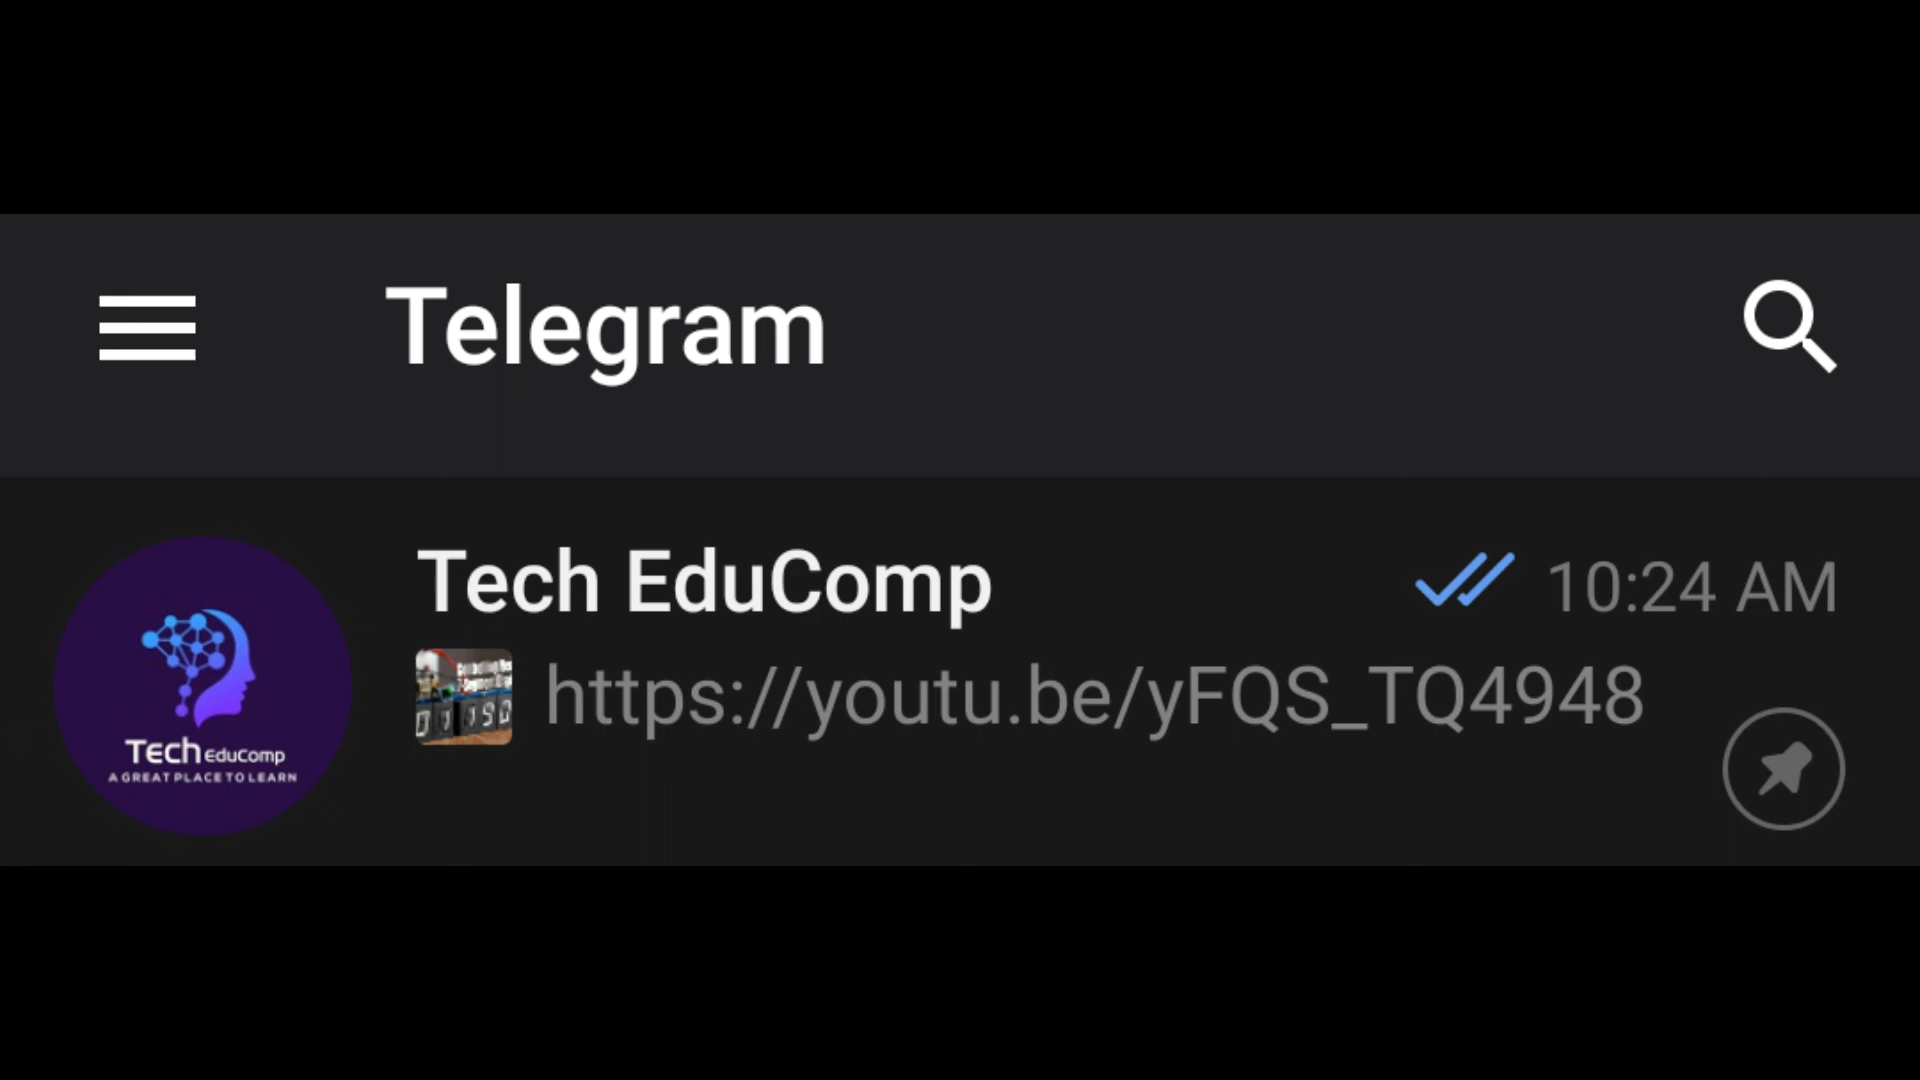 Telegram
Tech EduComp
10:24 AM
https://youtu.be/yFQS_TQ4948
Tech EduComp
A GREAT PLACE TO LEARN